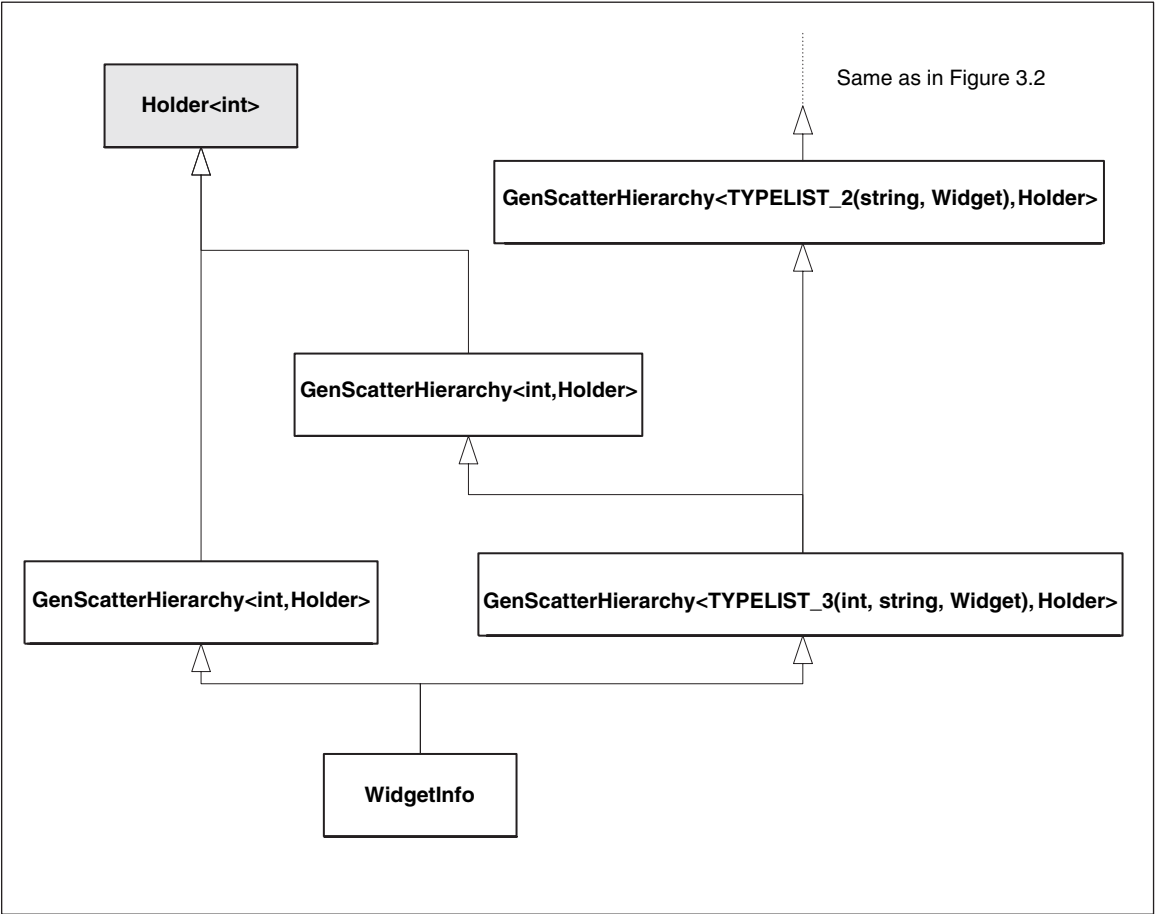 Same as in Figure 3.2
Holder<int>
GenScatterHierarchy<TYPELIST_2(string, Widget),Holder>
GenScatterHierarchy<int,Holder>
GenScatterHierarchy<int,Holder>
GenScatterHierarchy<TYPELIST_3(int, string, Widget),Holder>
WidgetInfo